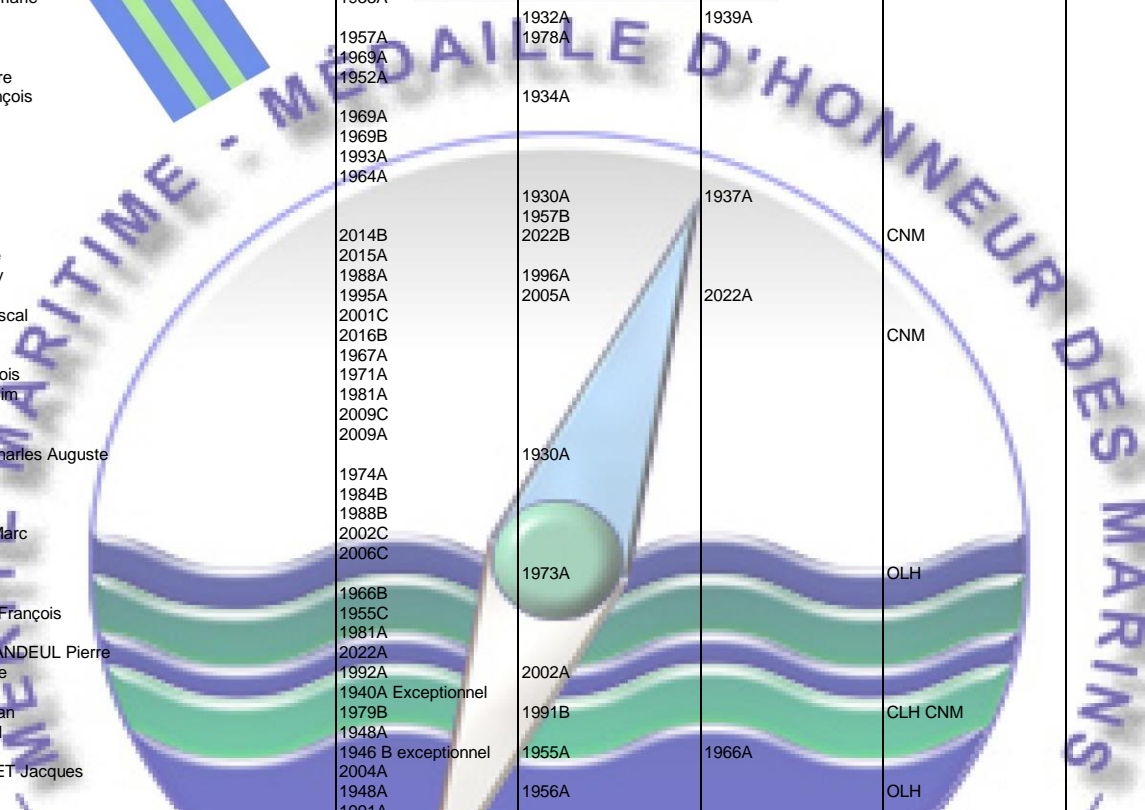 1932A 1939A
1957A 1978A
1969A
re 1952A
nçois 1934A
1969A
1969B
1993A
1964A
1930A 1937A
1957B
2014B 2022B CNM
2015A
y 1988A 1996A
1995A 2005A 2022A
scal 2001C
2016B CNM
1967A
ois 1971A
im 1981A
2009C
2009A
harles Auguste 1930A
1974A
1984B
1988B
Marc 2002C
2006C
1973A OLH
1966B
François 1955C
1981A
ANDEUL Pierre 2022A
e 1992A 2002A
1940A Exceptionnel
an 1979B 1991B CLH CNM
1948A
1946 B exceptionnel 1955A 1966A
ET Jacques 2004A
1948A 1956A OLH
1991A
MARITIME - MÉDAILLE D'HONNEUR DES MARINS -